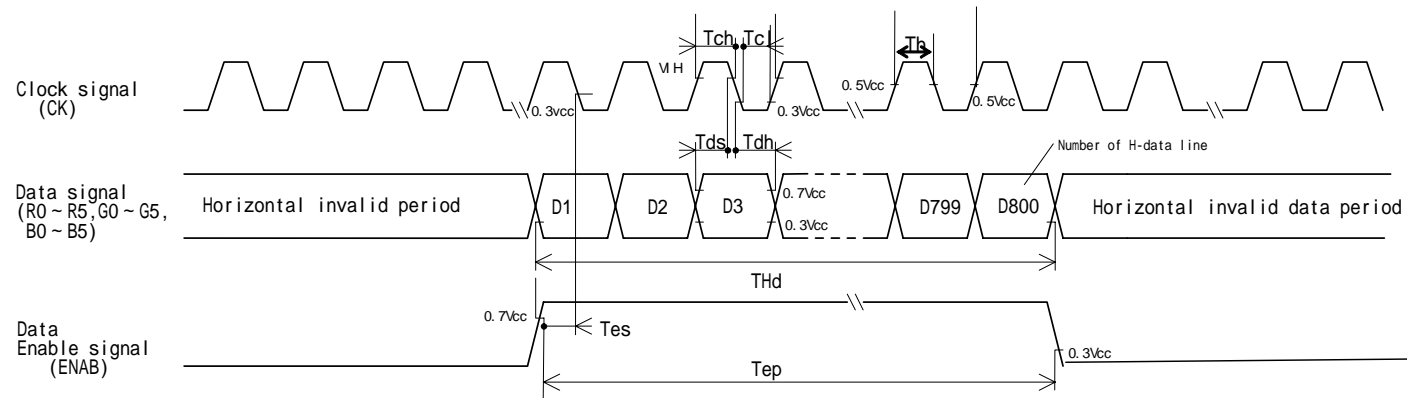 Tch Tcl Th
Clock signal
(CK)
VIH
0.3vcc
0.3Vcc
0.5Vcc
0.5Vcc
Tds Tdh
Number of H-data line
Data signal
(R0~R5,G0~G5,
B0~B5)
Horizontal invalid period
D1 D2 D3
0.7Vcc
0.3Vcc
D799 D800
Horizontal invalid data period
THd
0.7Vcc
Tes
Data
Enable signal
(ENAB)
0.3Vcc
Tep